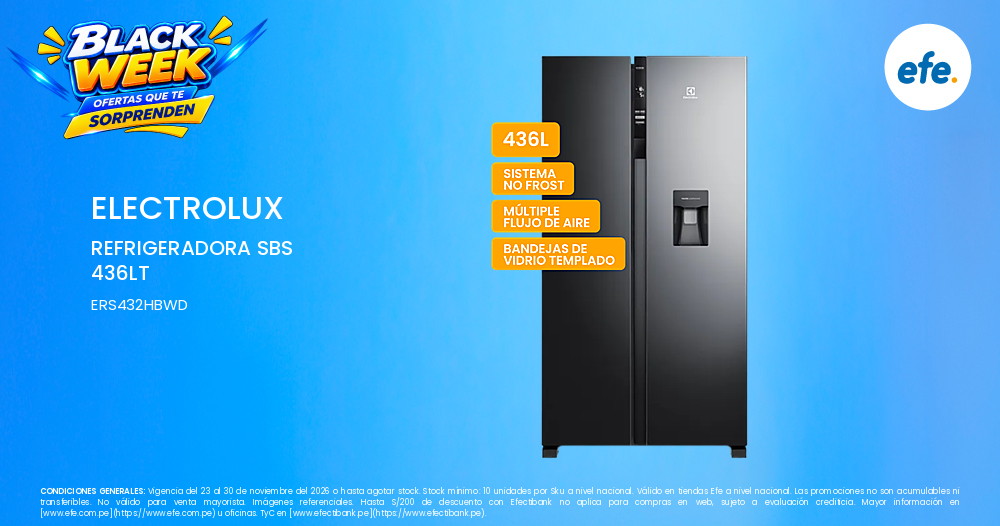 BLACK
WEEK
OFERTAS QUE TE
SORPRENDEN
efe.
ELECTROLUX
REFRIGERADORA SBS
436LT
ERS432HBWD
436L
SISTEMA
NO FROST
MÚLTIPLE
FLUJO DE AIRE
BANDEJAS DE
VIDRIO TEMPLADO
Electrolux
CONDICIONES GENERALES: Vigencia del 23 al 30 de noviembre del 2026 o hasta agotar stock. Stock mínimo: 10 unidades por Sku a nivel nacional. Válido en tiendas Efe a nivel nacional. Las promociones no son acumulables ni
transferibles. No válido para venta mayorista. Imágenes referenciales. Hasta S/200 de descuento con Efectibank no aplica para compras en web, sujeto a evaluación crediticia. Mayor información en
[www.efe.com.pe](https://www.efe.com.pe) u oficinas. TyC en [www.efectibank.pe](https://www.efectibank.pe).